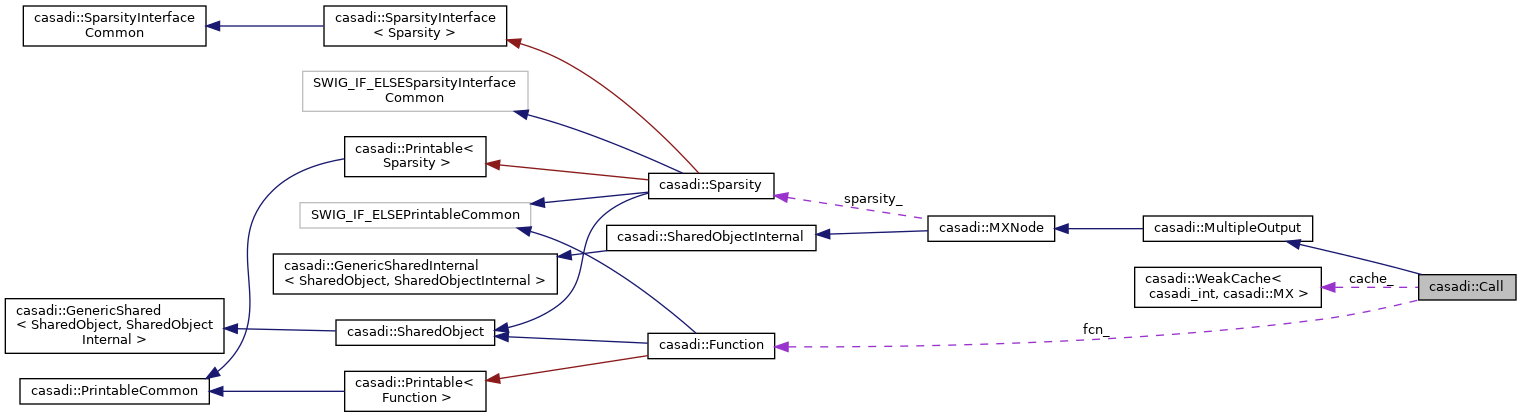 casadi::SparsityInterface
Common
casadi::SparsityInterface
< Sparsity >
SWIG_IF_ELSESparsityInterface
Common
casadi::Printable<
Sparsity >
casadi::Sparsity
SWIG_IF_ELSEPrintableCommon
sparsity_
casadi::MXNode
casadi::MultipleOutput
casadi::SharedObjectInternal
casadi::GenericSharedInternal
< SharedObject, SharedObjectInternal >
casadi::WeakCache<
casadi_int, casadi::MX >
cache_
casadi::Call
casadi::GenericShared
< SharedObject, SharedObject
Internal >
casadi::SharedObject
casadi::Function
fcn_
casadi::PrintableCommon
casadi::Printable<
Function >